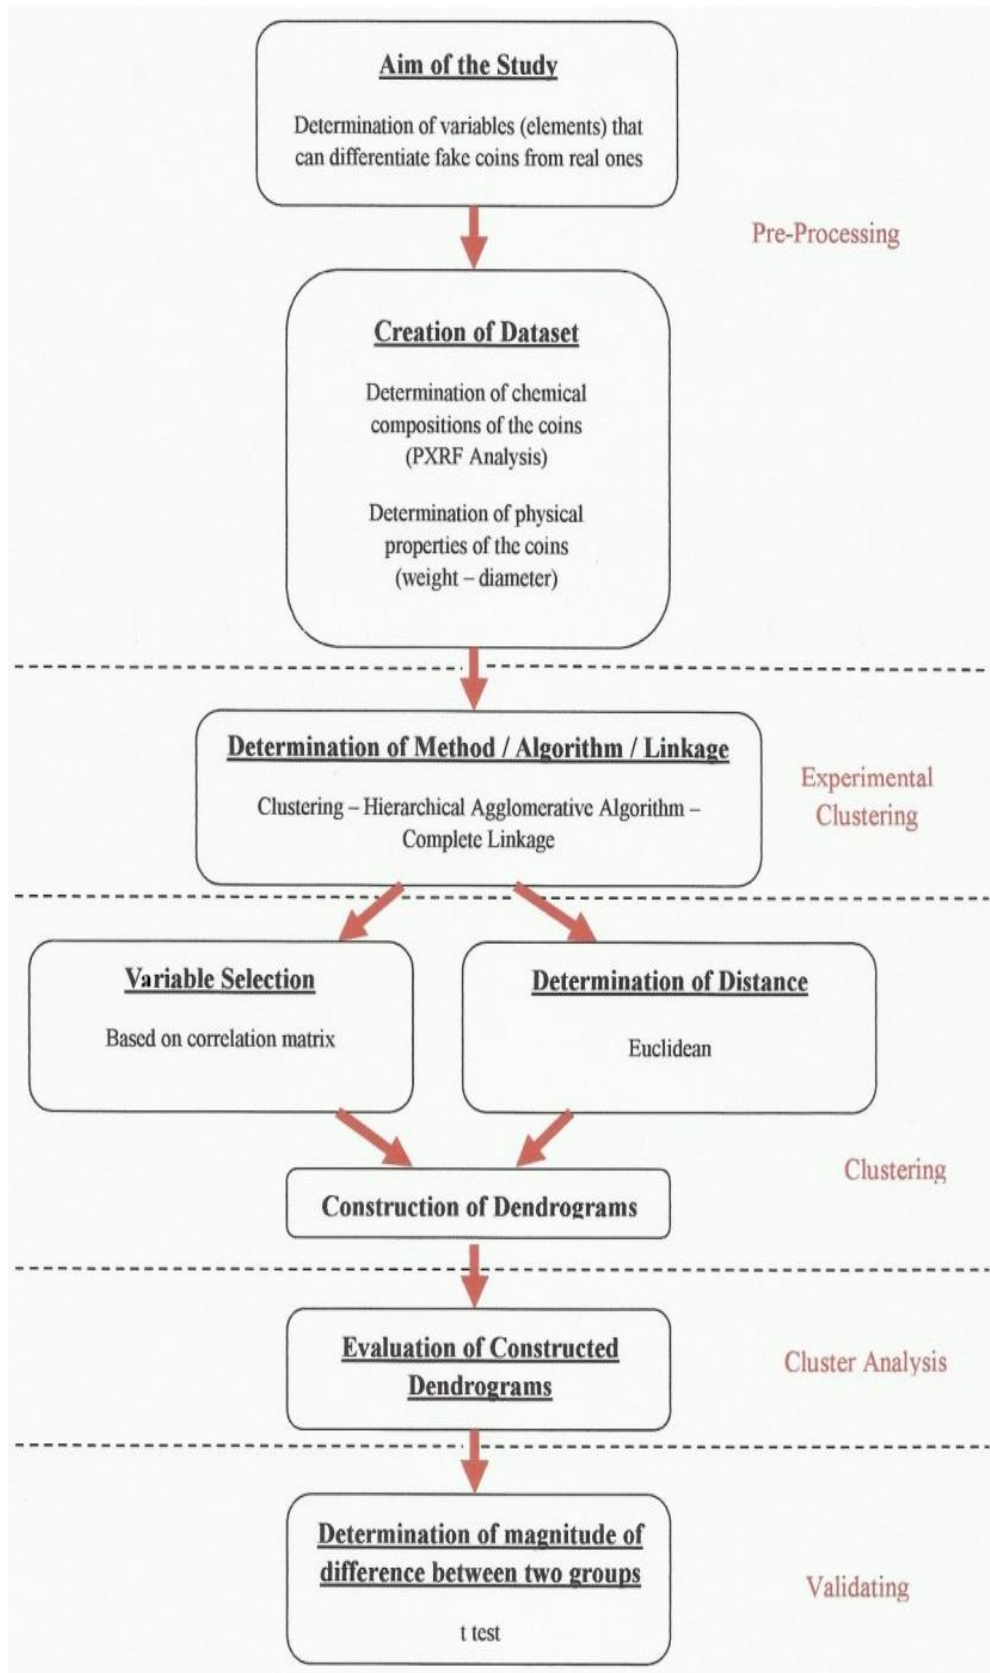 Aim of the Study
Determination of variables (elements) that
can differentiate fake coins from real ones
Pre-Processing
Creation of Dataset
Determination of chemical
compositions of the coins
(PXRF Analysis)
Determination of physical
properties of the coins
(weight – diameter)
Determination of Method / Algorithm / Linkage
Clustering – Hierarchical Agglomerative Algorithm –
Complete Linkage
Experimental
Clustering
Variable Selection
Based on correlation matrix
Determination of Distance
Euclidean
Clustering
Construction of Dendrograms
Evaluation of Constructed
Dendrograms
Cluster Analysis
Determination of magnitude of
difference between two groups
t test
Validating